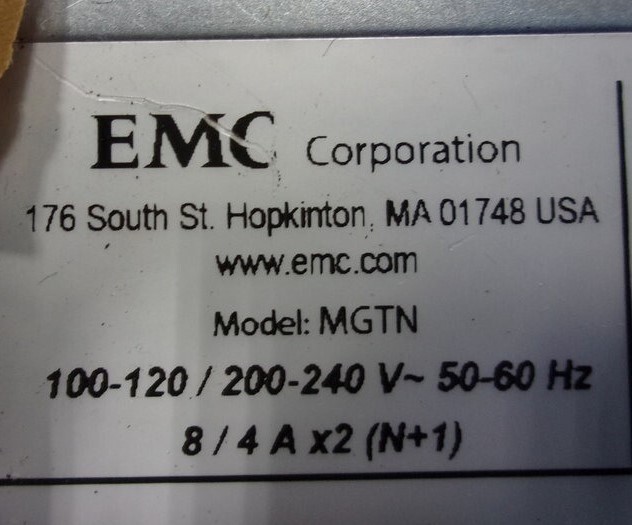 EMC Corporation
176 South St. Hopkinton, MA 01748 USA
www.emc.com
Model: MGTN
100-120 / 200-240 V~ 50-60 Hz
8 / 4 A x2 (N+1)